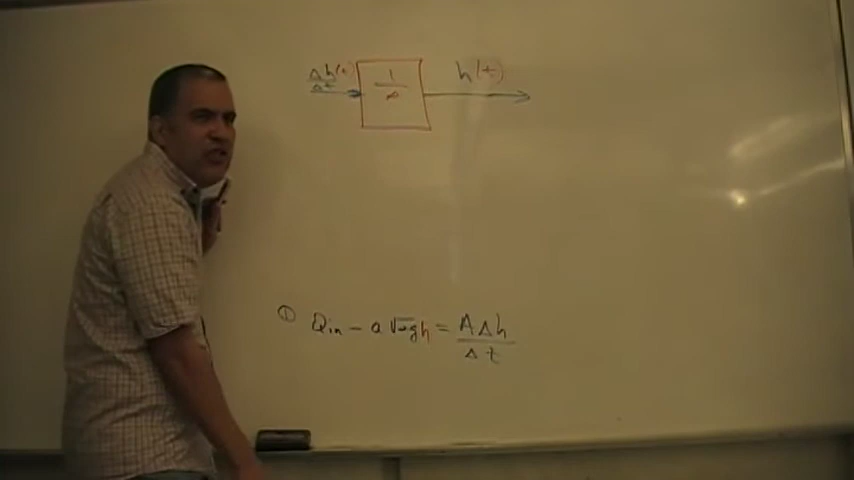 Δh(t)/Δt
1/s
h(t)
① Qin - a √2gh = AΔh/Δt